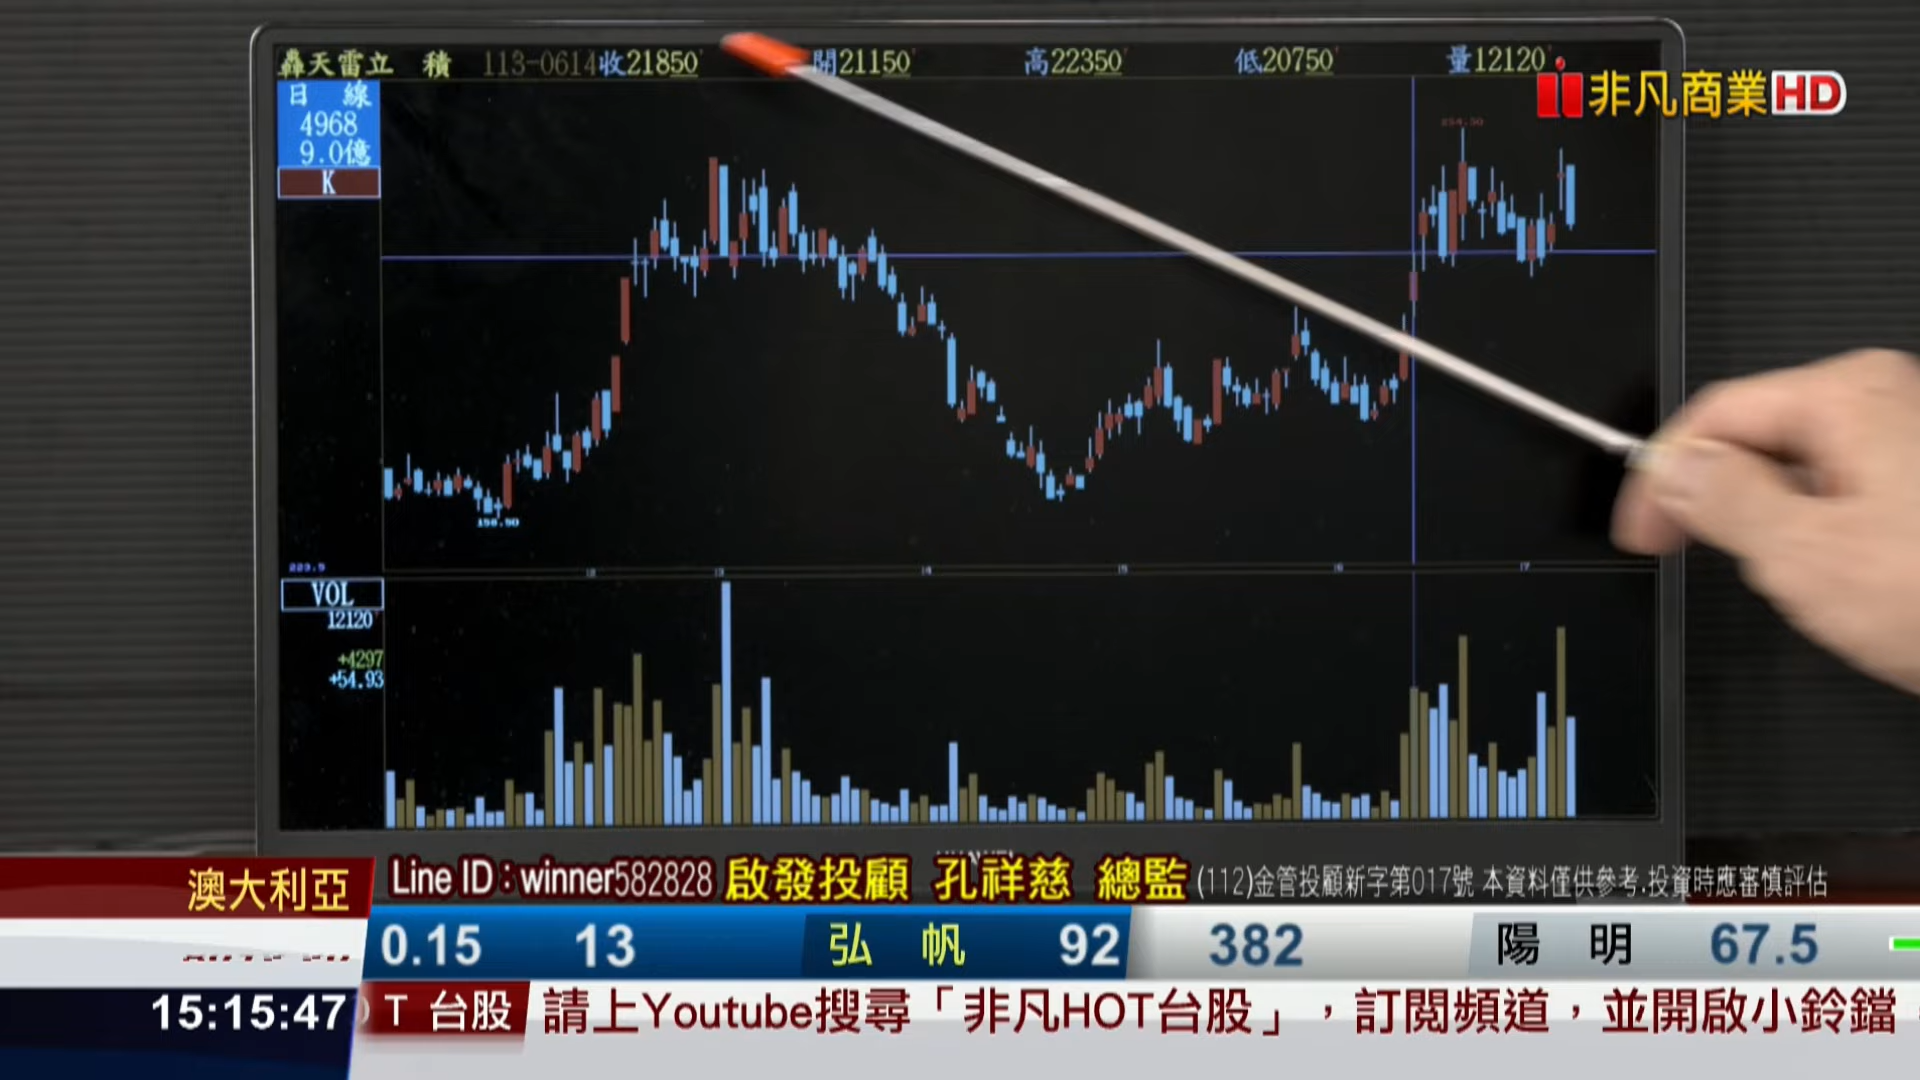 轟天雷立 積 113-0614收21850 開21150 高22350 低20750 量12120
非凡商業HD
日 線
4968
9.0億
K
254.50
223.5
VOL
12120
+4297
+54.93
澳大利亞
Line ID:winner582828 啟發投顧 孔祥慈 總監 (112)金管投顧新字第017號 本資料僅供參考.投資時應審慎評估
0.15 13 弘 帆 92 382 陽 明 67.5
15:15:47
T 台股 請上Youtube搜尋「非凡HOT台股」，訂閱頻道，並開啟小鈴鐺